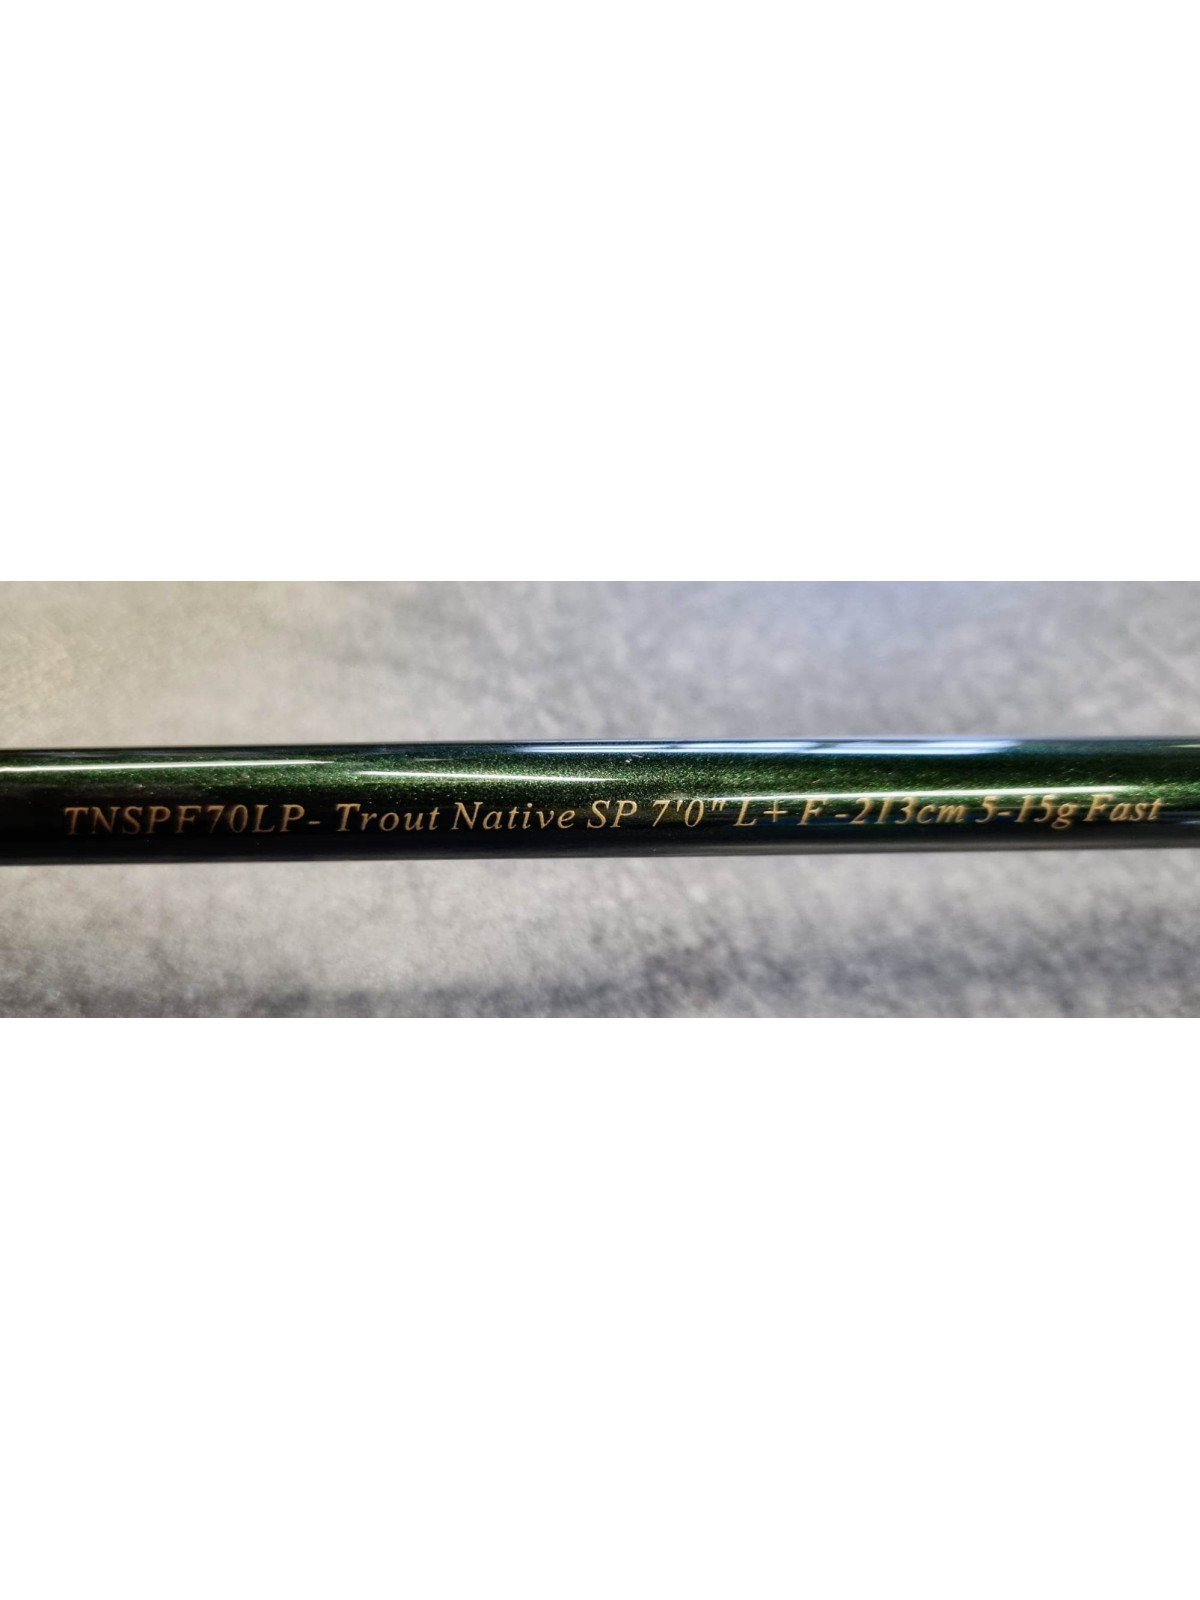 TNSPF70LP- Trout Native SP 7'0" L+ F -213cm 5-15g Fast